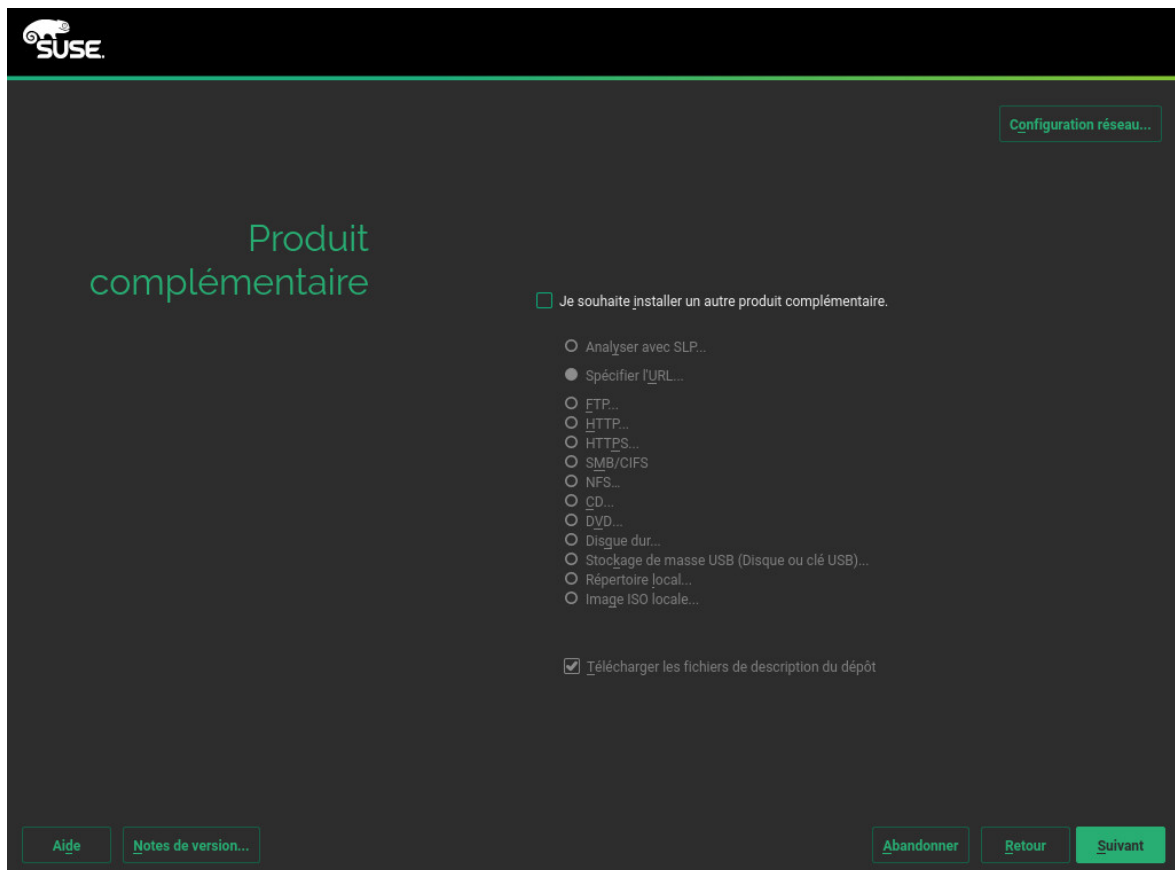 SUSE.
Configuration réseau...
Produit
complémentaire
Je souhaite installer un autre produit complémentaire.
Analyser avec SLP...
Spécifier l'URL...
FTP...
HTTP...
HTTPS...
SMB/CIFS
NFS...
CD...
DVD...
Disque dur...
Stockage de masse USB (Disque ou clé USB)...
Répertoire local...
Image ISO locale...
Télécharger les fichiers de description du dépôt
Aide
Notes de version...
Abandonner
Retour
Suivant